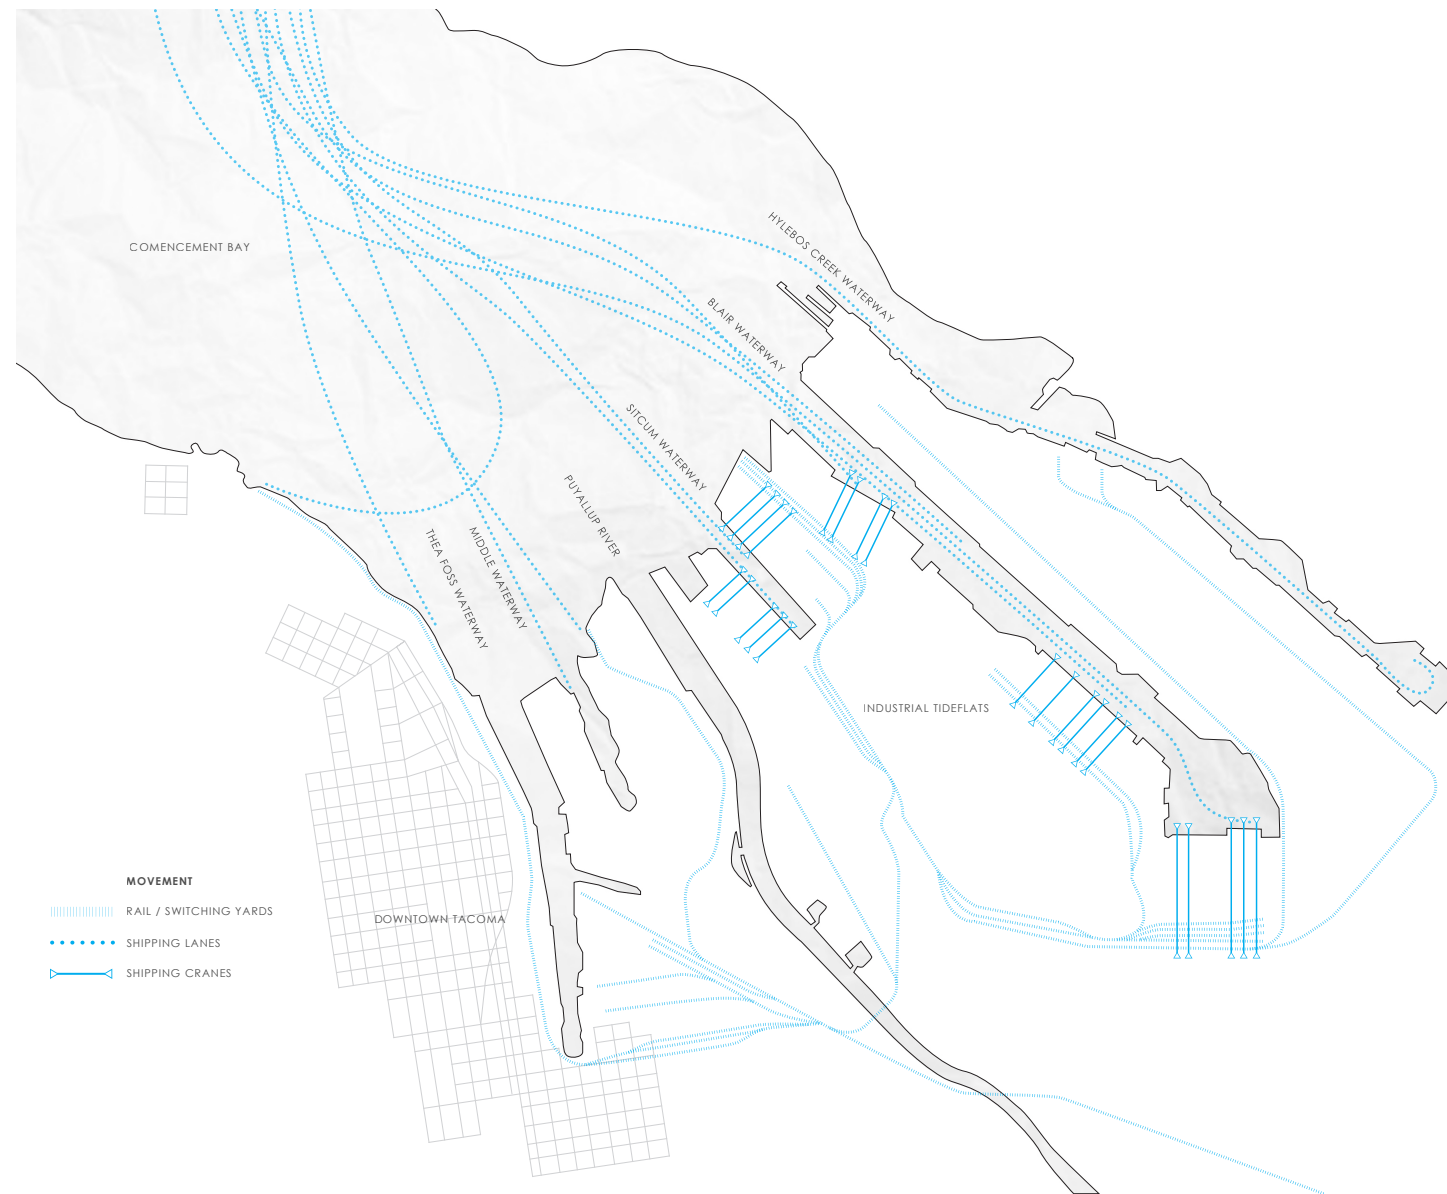 HYLEBOS CREEK WATERWAY
COMENCEMENT BAY
BLAIR WATERWAY
SITCUM WATERWAY
PUYALLUP RIVER
MIDDLE WATERWAY
THEA FOSS WATERWAY
INDUSTRIAL TIDEFLATS
MOVEMENT
RAIL / SWITCHING YARDS
DOWNTOWN TACOMA
SHIPPING LANES
SHIPPING CRANES